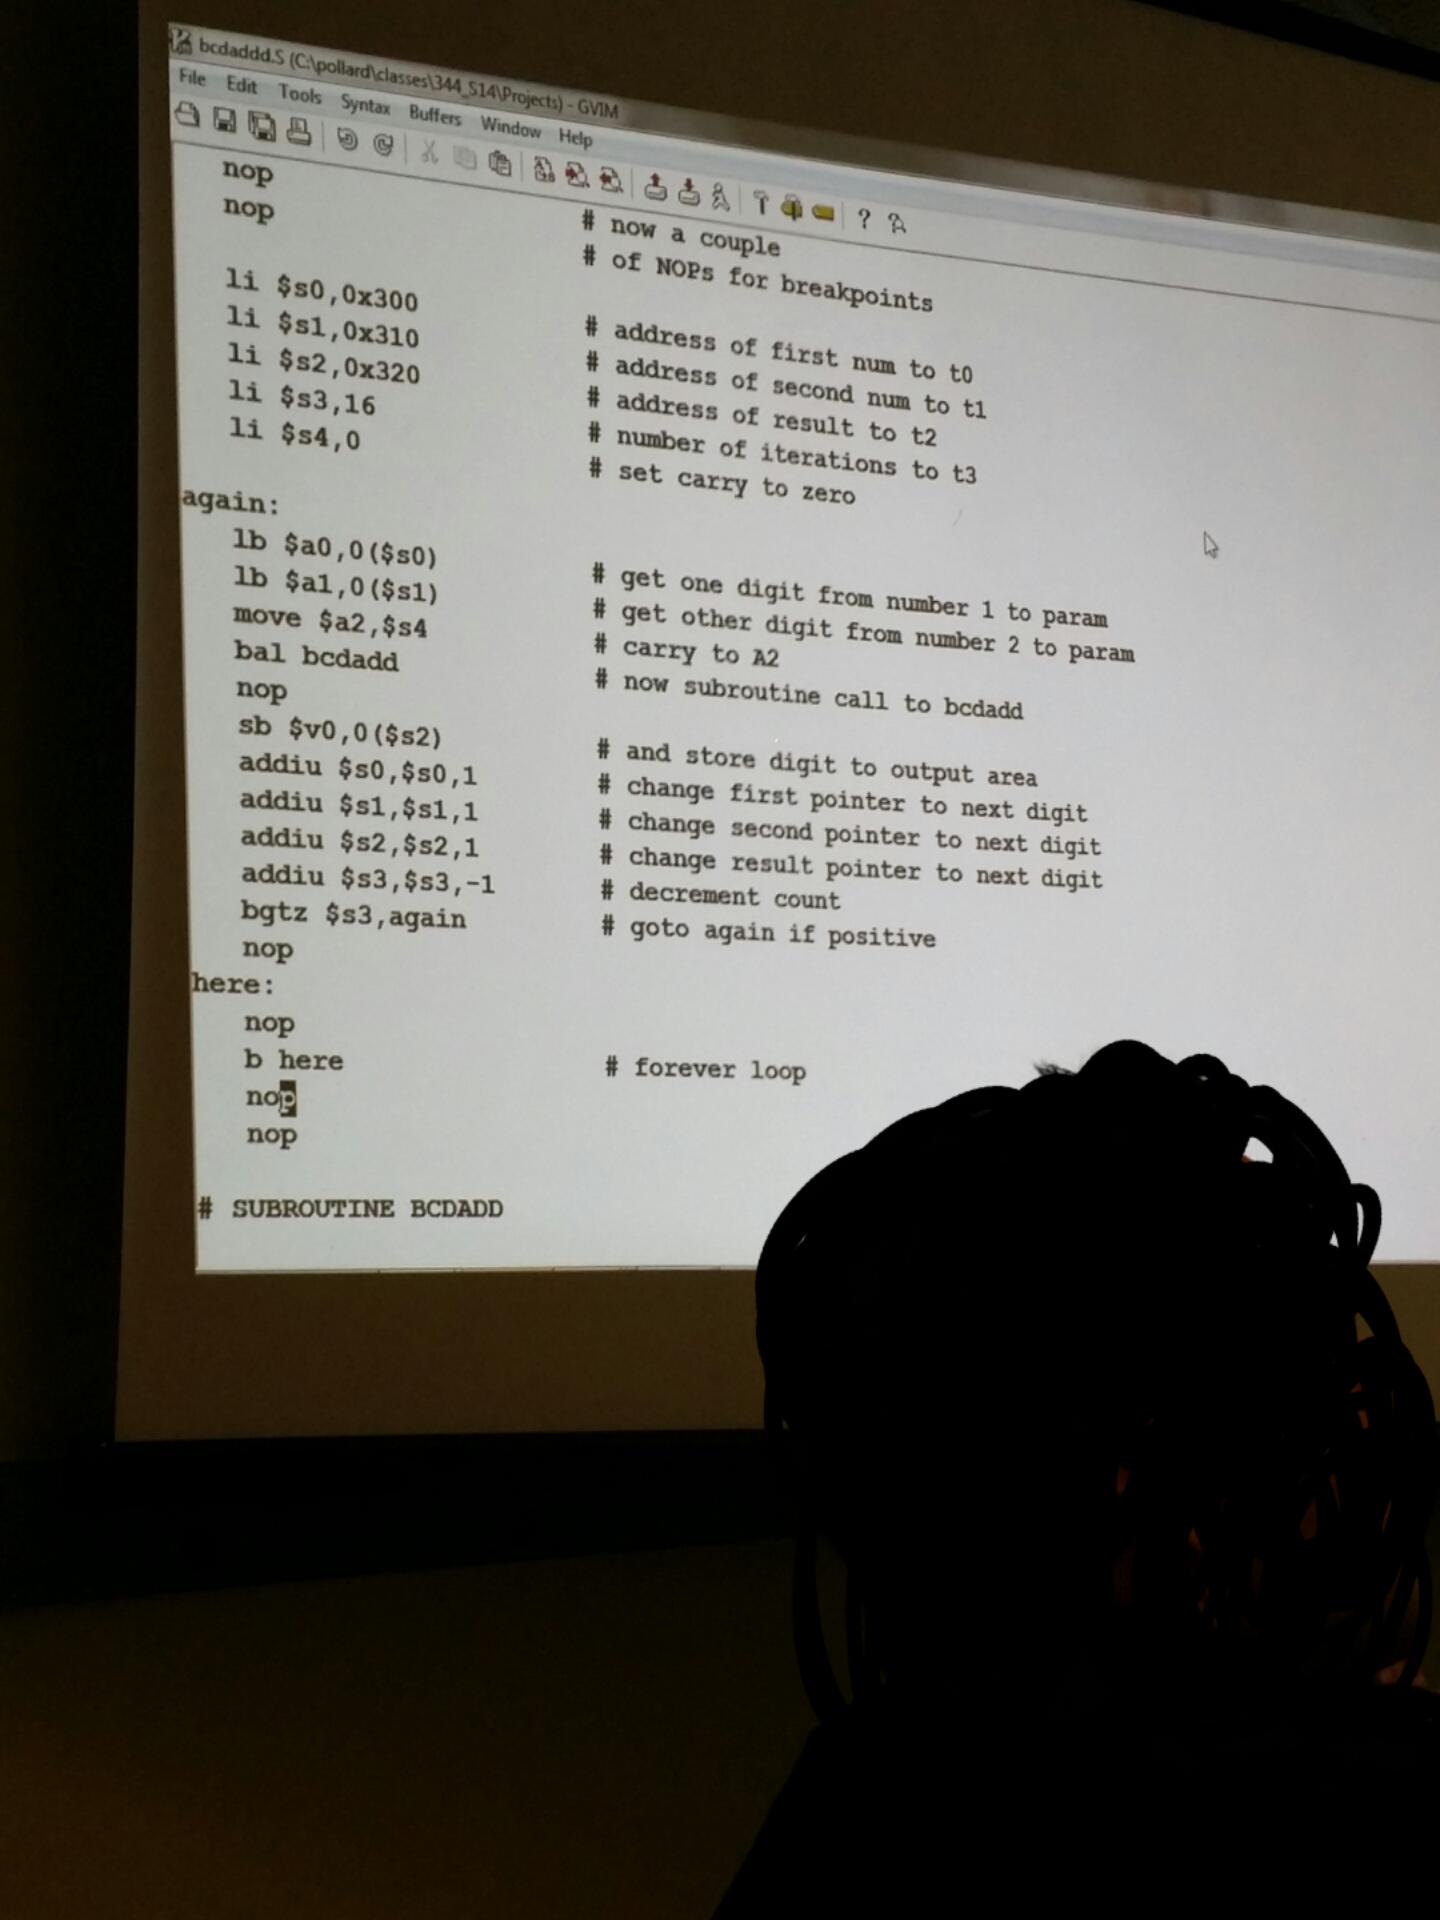 bcdaddd.S (C:\pollard\classes\344_S14\Projects) - GVIM
File Edit Tools Syntax Buffers Window Help
nop
nop # now a couple
# of NOPs for breakpoints
li $s0,0x300
li $s1,0x310 # address of first num to t0
li $s2,0x320 # address of second num to t1
li $s3,16 # address of result to t2
li $s4,0 # number of iterations to t3
# set carry to zero
again:
lb $a0,0($s0)
lb $a1,0($s1) # get one digit from number 1 to param
move $a2,$s4 # get other digit from number 2 to param
bal bcdadd # carry to A2
nop # now subroutine call to bcdadd
sb $v0,0($s2)
addiu $s0,$s0,1 # and store digit to output area
addiu $s1,$s1,1 # change first pointer to next digit
addiu $s2,$s2,1 # change second pointer to next digit
addiu $s3,$s3,-1 # change result pointer to next digit
bgtz $s3,again # decrement count
nop # goto again if positive
here:
nop
b here # forever loop
nop
nop
# SUBROUTINE BCDADD